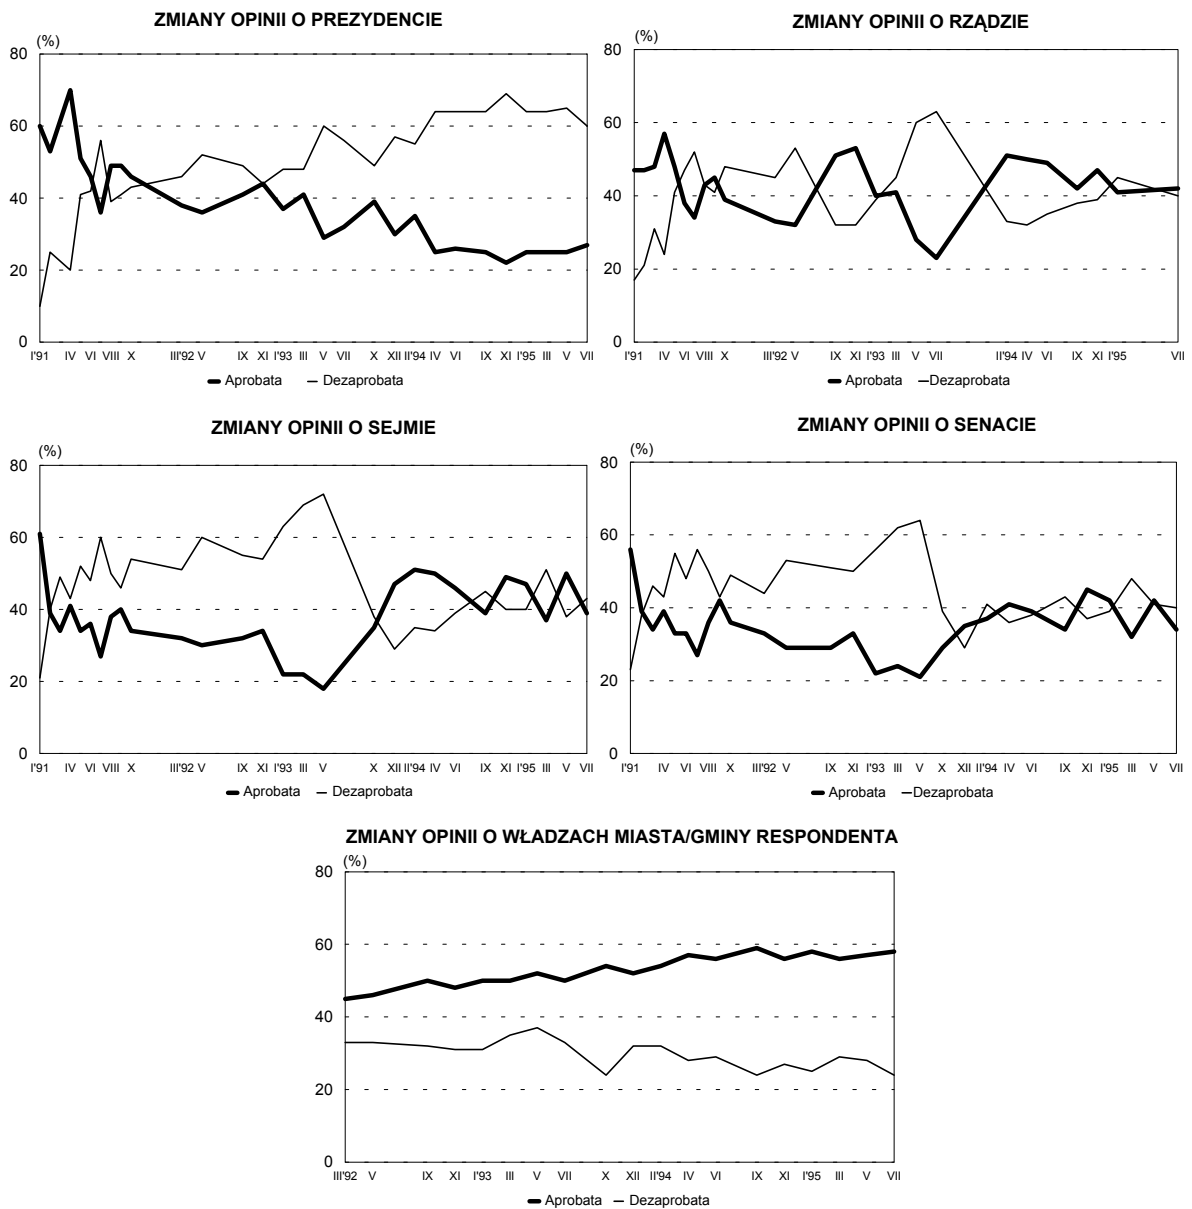 ZMIANY OPINII O PREZYDENCIE
(%)
80
60
40
20
0
I'91 IV VI VIII X III'92 V IX XI I'93 III V VII X XII II'94 IV VI IX XI I'95 III V VII
Aprobata Dezaprobata
ZMIANY OPINII O RZĄDZIE
(%)
80
60
40
20
0
I'91 IV VI VIII X III'92 V IX XI I'93 III V VII II'94 IV VI IX XI I'95 VII
Aprobata Dezaprobata
ZMIANY OPINII O SEJMIE
(%)
80
60
40
20
0
I'91 IV VI VIII X III'92 V IX XI I'93 III V X XII II'94 IV VI IX XI I'95 III V VII
Aprobata Dezaprobata
ZMIANY OPINII O SENACIE
(%)
80
60
40
20
0
I'91 IV VI VIII X III'92 V IX XI I'93 III V X XII II'94 IV VI IX XI I'95 III V VII
Aprobata Dezaprobata
ZMIANY OPINII O WŁADZACH MIASTA/GMINY RESPONDENTA
(%)
80
60
40
20
0
III'92 V IX XI I'93 III V VII X XII II'94 IV VI IX XI I'95 III V VII
Aprobata Dezaprobata